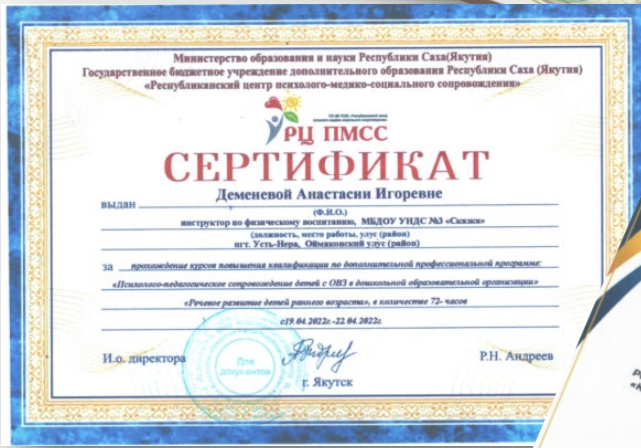 Министерство образования и науки Республики Саха(Якутия)
Государственное бюджетное учреждение дополнительного образования Республики Саха (Якутия)
«Республиканский центр психолого-медико-социального сопровождения»
РЦ ПМСС
СЕРТИФИКАТ
Деменевой Анастасии Игоревне
выдан
(Ф.И.О.)
инструктор по физическому воспитанию, МБДОУ УНДС №3 «Сказка»
(должность, место работы, улус (район)
пгт. Усть-Нера, Оймяконский улус (район)
за прохождение курсов повышения квалификации по дополнительной профессиональной программе:
«Психолого-педагогическое сопровождение детей с ОВЗ в дошкольной образовательной организации»
«Речевое развитие детей раннего возраста», в количестве 72- часов
с19.04.2022г.-22.04.2022г.
И.о. директора
Р.Н. Андреев
Для документов
г. Якутск